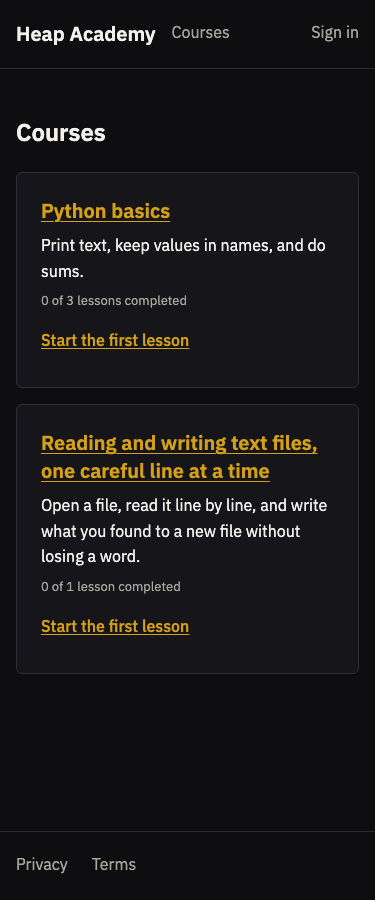 Heap Academy Courses Sign in
Courses
Python basics
Print text, keep values in names, and do
sums.
0 of 3 lessons completed
Start the first lesson
Reading and writing text files,
one careful line at a time
Open a file, read it line by line, and write
what you found to a new file without
losing a word.
0 of 1 lesson completed
Start the first lesson
Privacy Terms